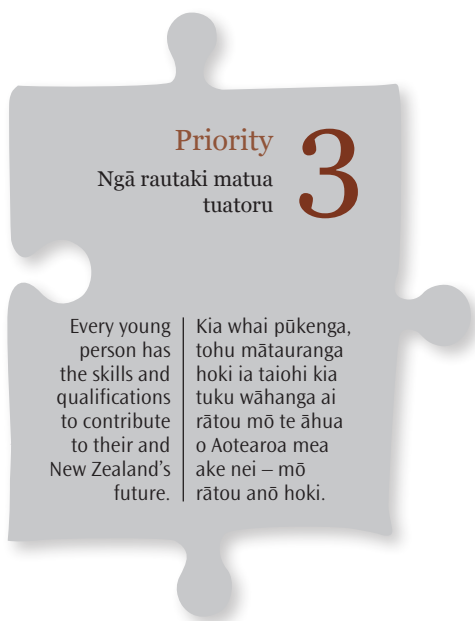 Priority
3
Ngā rautaki matua
tuatoru
Every young
person has
the skills and
qualifications
to contribute
to their and
New Zealand's
future.
Kia whai pūkenga,
tohu mātauranga
hoki ia taiohi kia
tuku wāhanga ai
rātou mō te āhua
o Aotearoa mea
ake nei – mō
rātou anō hoki.